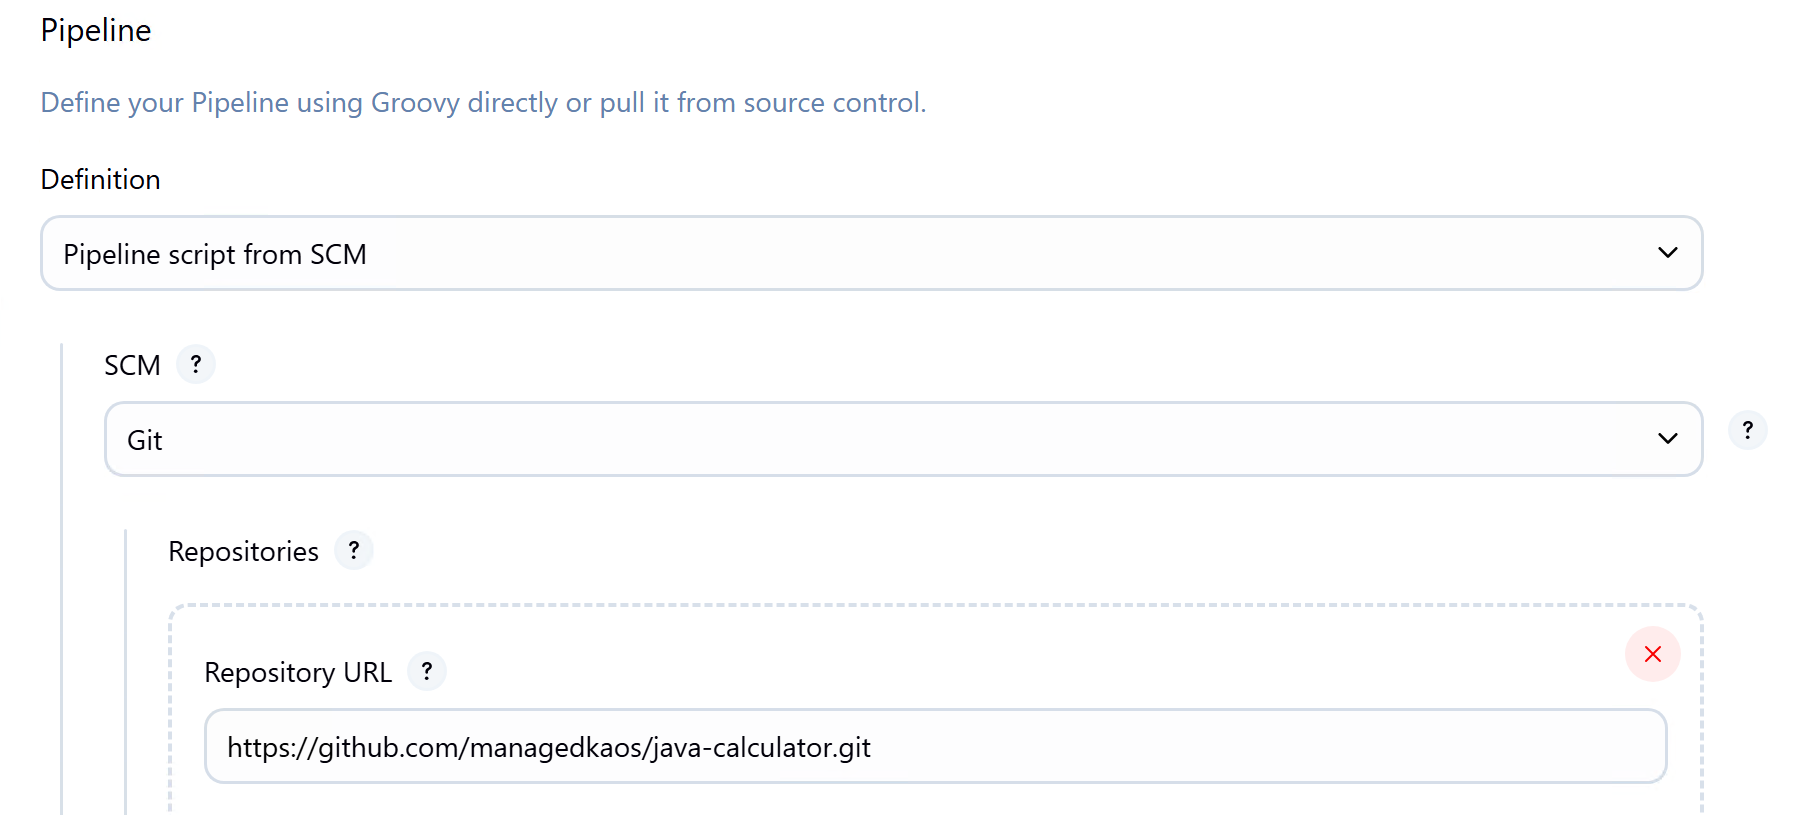 Pipeline
Define your Pipeline using Groovy directly or pull it from source control.
Definition
Pipeline script from SCM
SCM ?
Git
?
Repositories ?
Repository URL ?
https://github.com/managedkaos/java-calculator.git